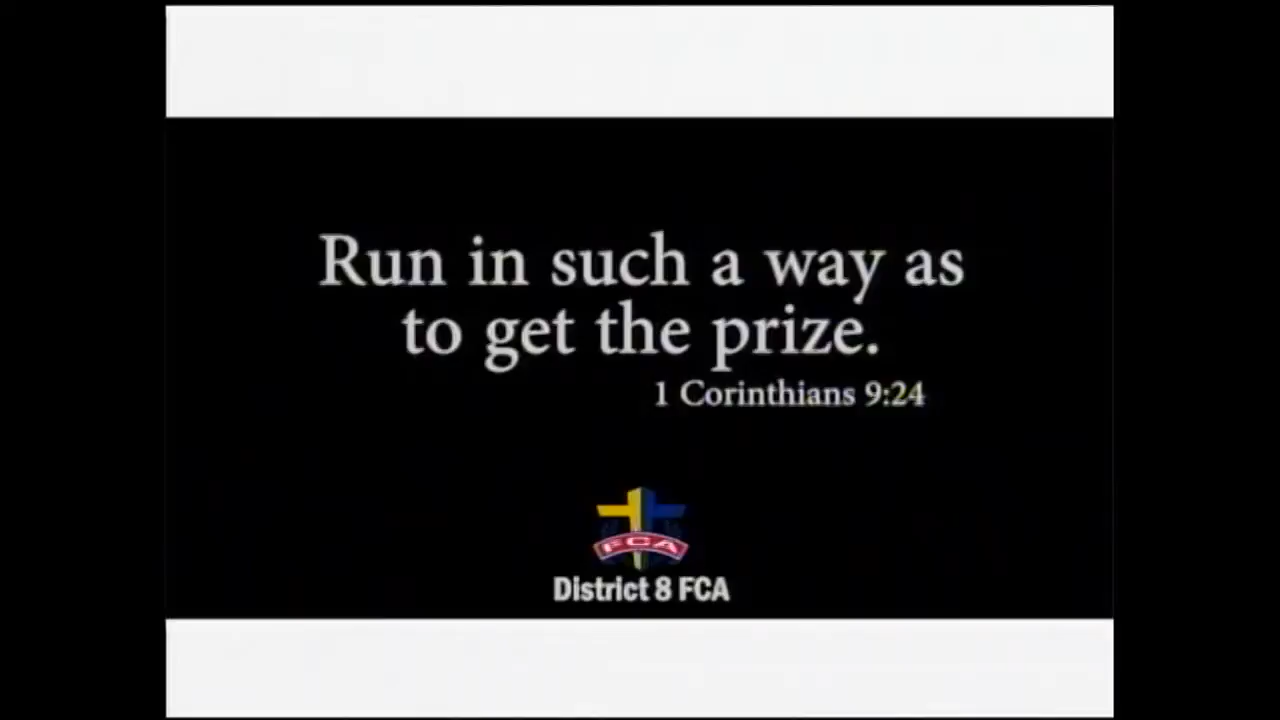 Run in such a way as
to get the prize.
1 Corinthians 9:24
FCA
District 8 FCA